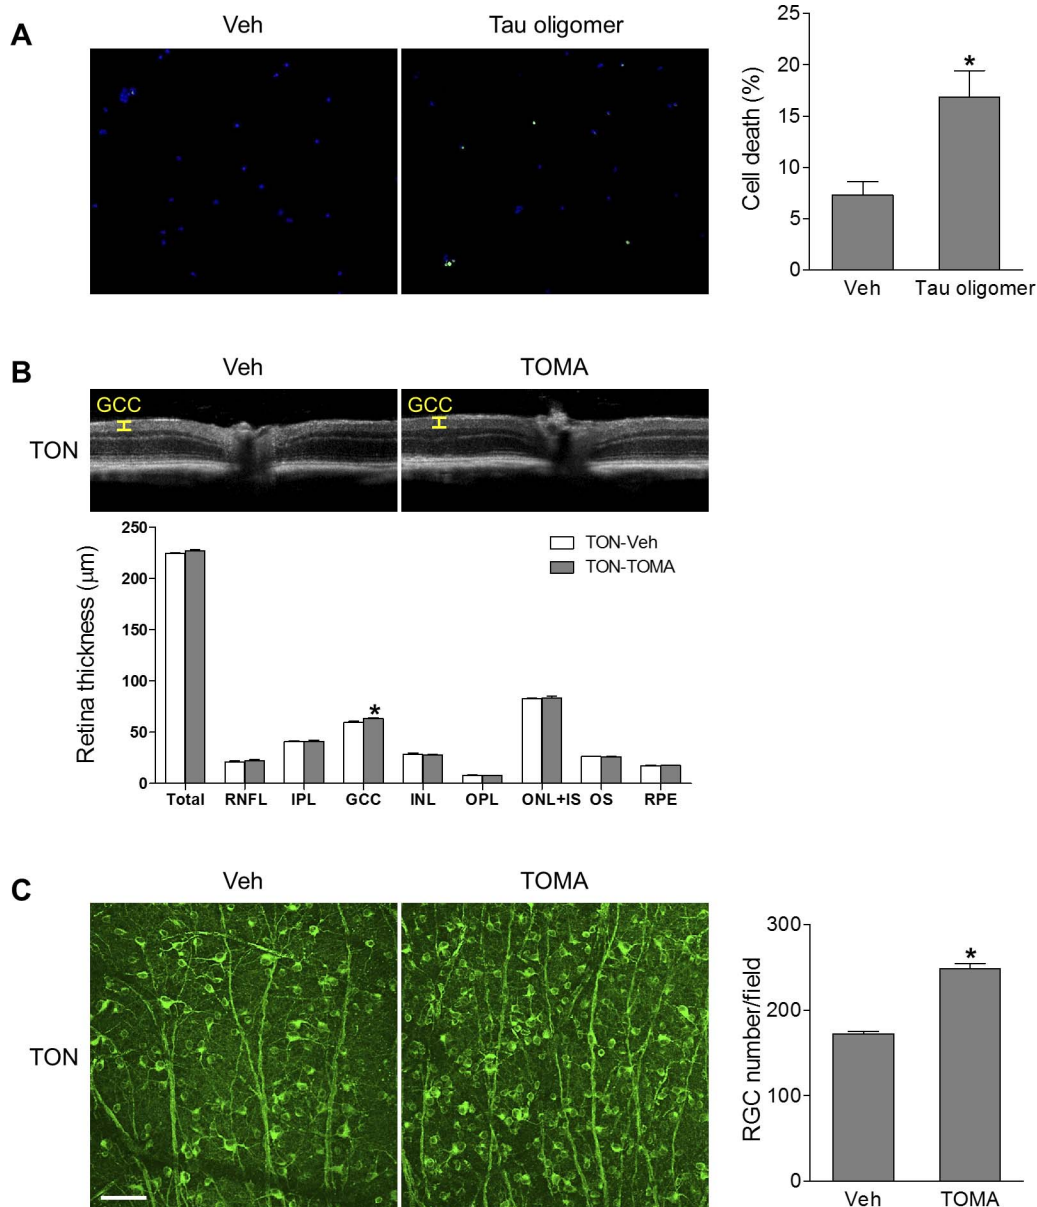 A
Veh
Tau oligomer
Cell death (%)
25
20
15
10
5
0
*
Veh
Tau oligomer
B
Veh
TOMA
TON
GCC
GCC
Retina thickness (μm)
250
200
150
100
50
0
TON-Veh
TON-TOMA
*
Total RNFL IPL GCC INL OPL ONL+IS OS RPE
C
Veh
TOMA
TON
RGC number/field
300
200
100
0
*
Veh
TOMA